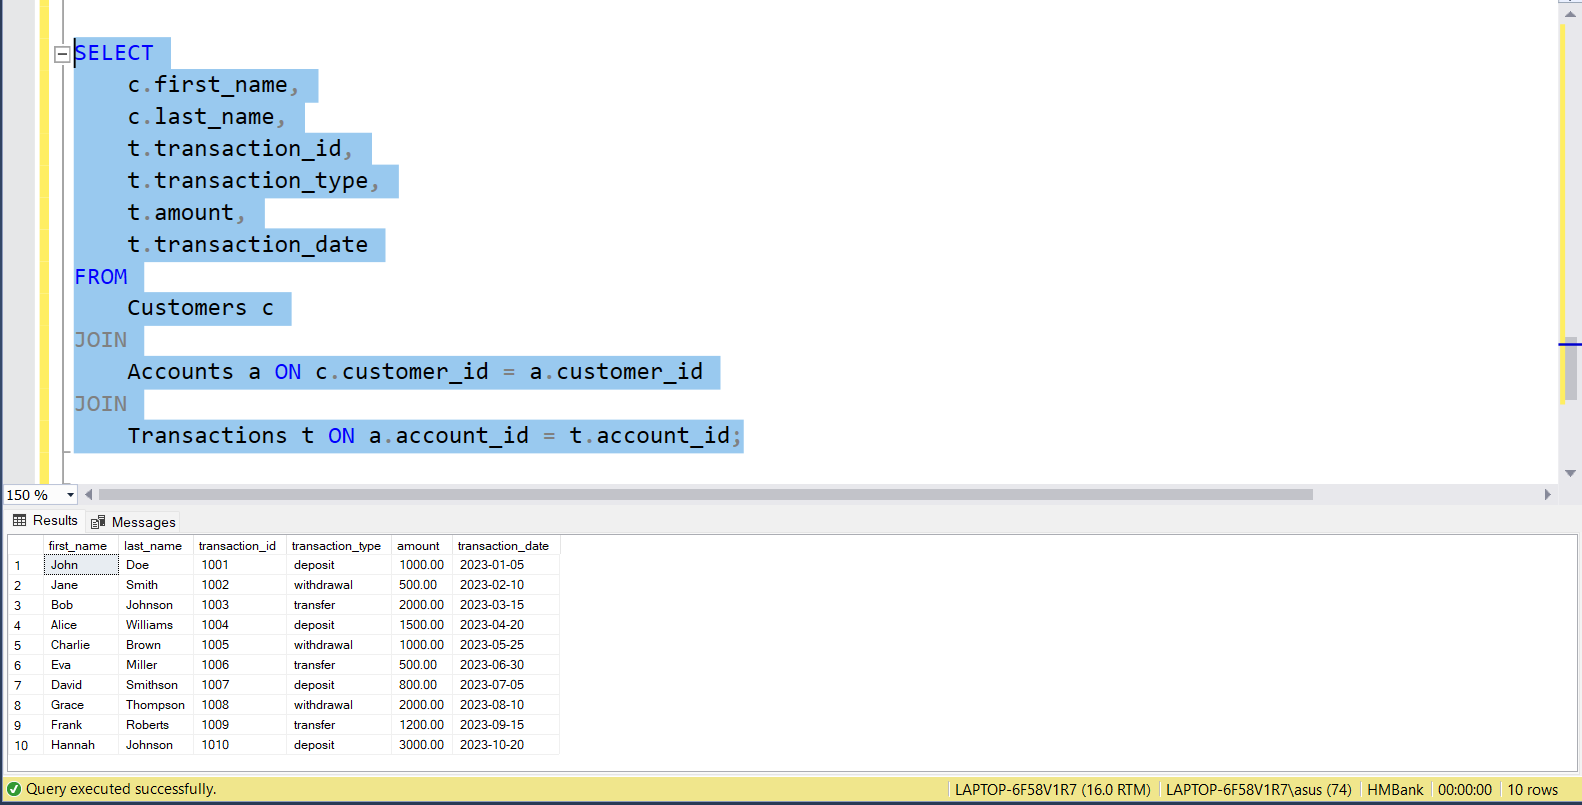 SELECT
c.first_name,
c.last_name,
t.transaction_id,
t.transaction_type,
t.amount,
t.transaction_date
FROM
Customers c
JOIN
Accounts a ON c.customer_id = a.customer_id
JOIN
Transactions t ON a.account_id = t.account_id;
150 %
Results Messages
first_name last_name transaction_id transaction_type amount transaction_date
1 John Doe 1001 deposit 1000.00 2023-01-05
2 Jane Smith 1002 withdrawal 500.00 2023-02-10
3 Bob Johnson 1003 transfer 2000.00 2023-03-15
4 Alice Williams 1004 deposit 1500.00 2023-04-20
5 Charlie Brown 1005 withdrawal 1000.00 2023-05-25
6 Eva Miller 1006 transfer 500.00 2023-06-30
7 David Smithson 1007 deposit 800.00 2023-07-05
8 Grace Thompson 1008 withdrawal 2000.00 2023-08-10
9 Frank Roberts 1009 transfer 1200.00 2023-09-15
10 Hannah Johnson 1010 deposit 3000.00 2023-10-20
Query executed successfully. LAPTOP-6F58V1R7 (16.0 RTM) LAPTOP-6F58V1R7\asus (74) HMBank 00:00:00 10 rows